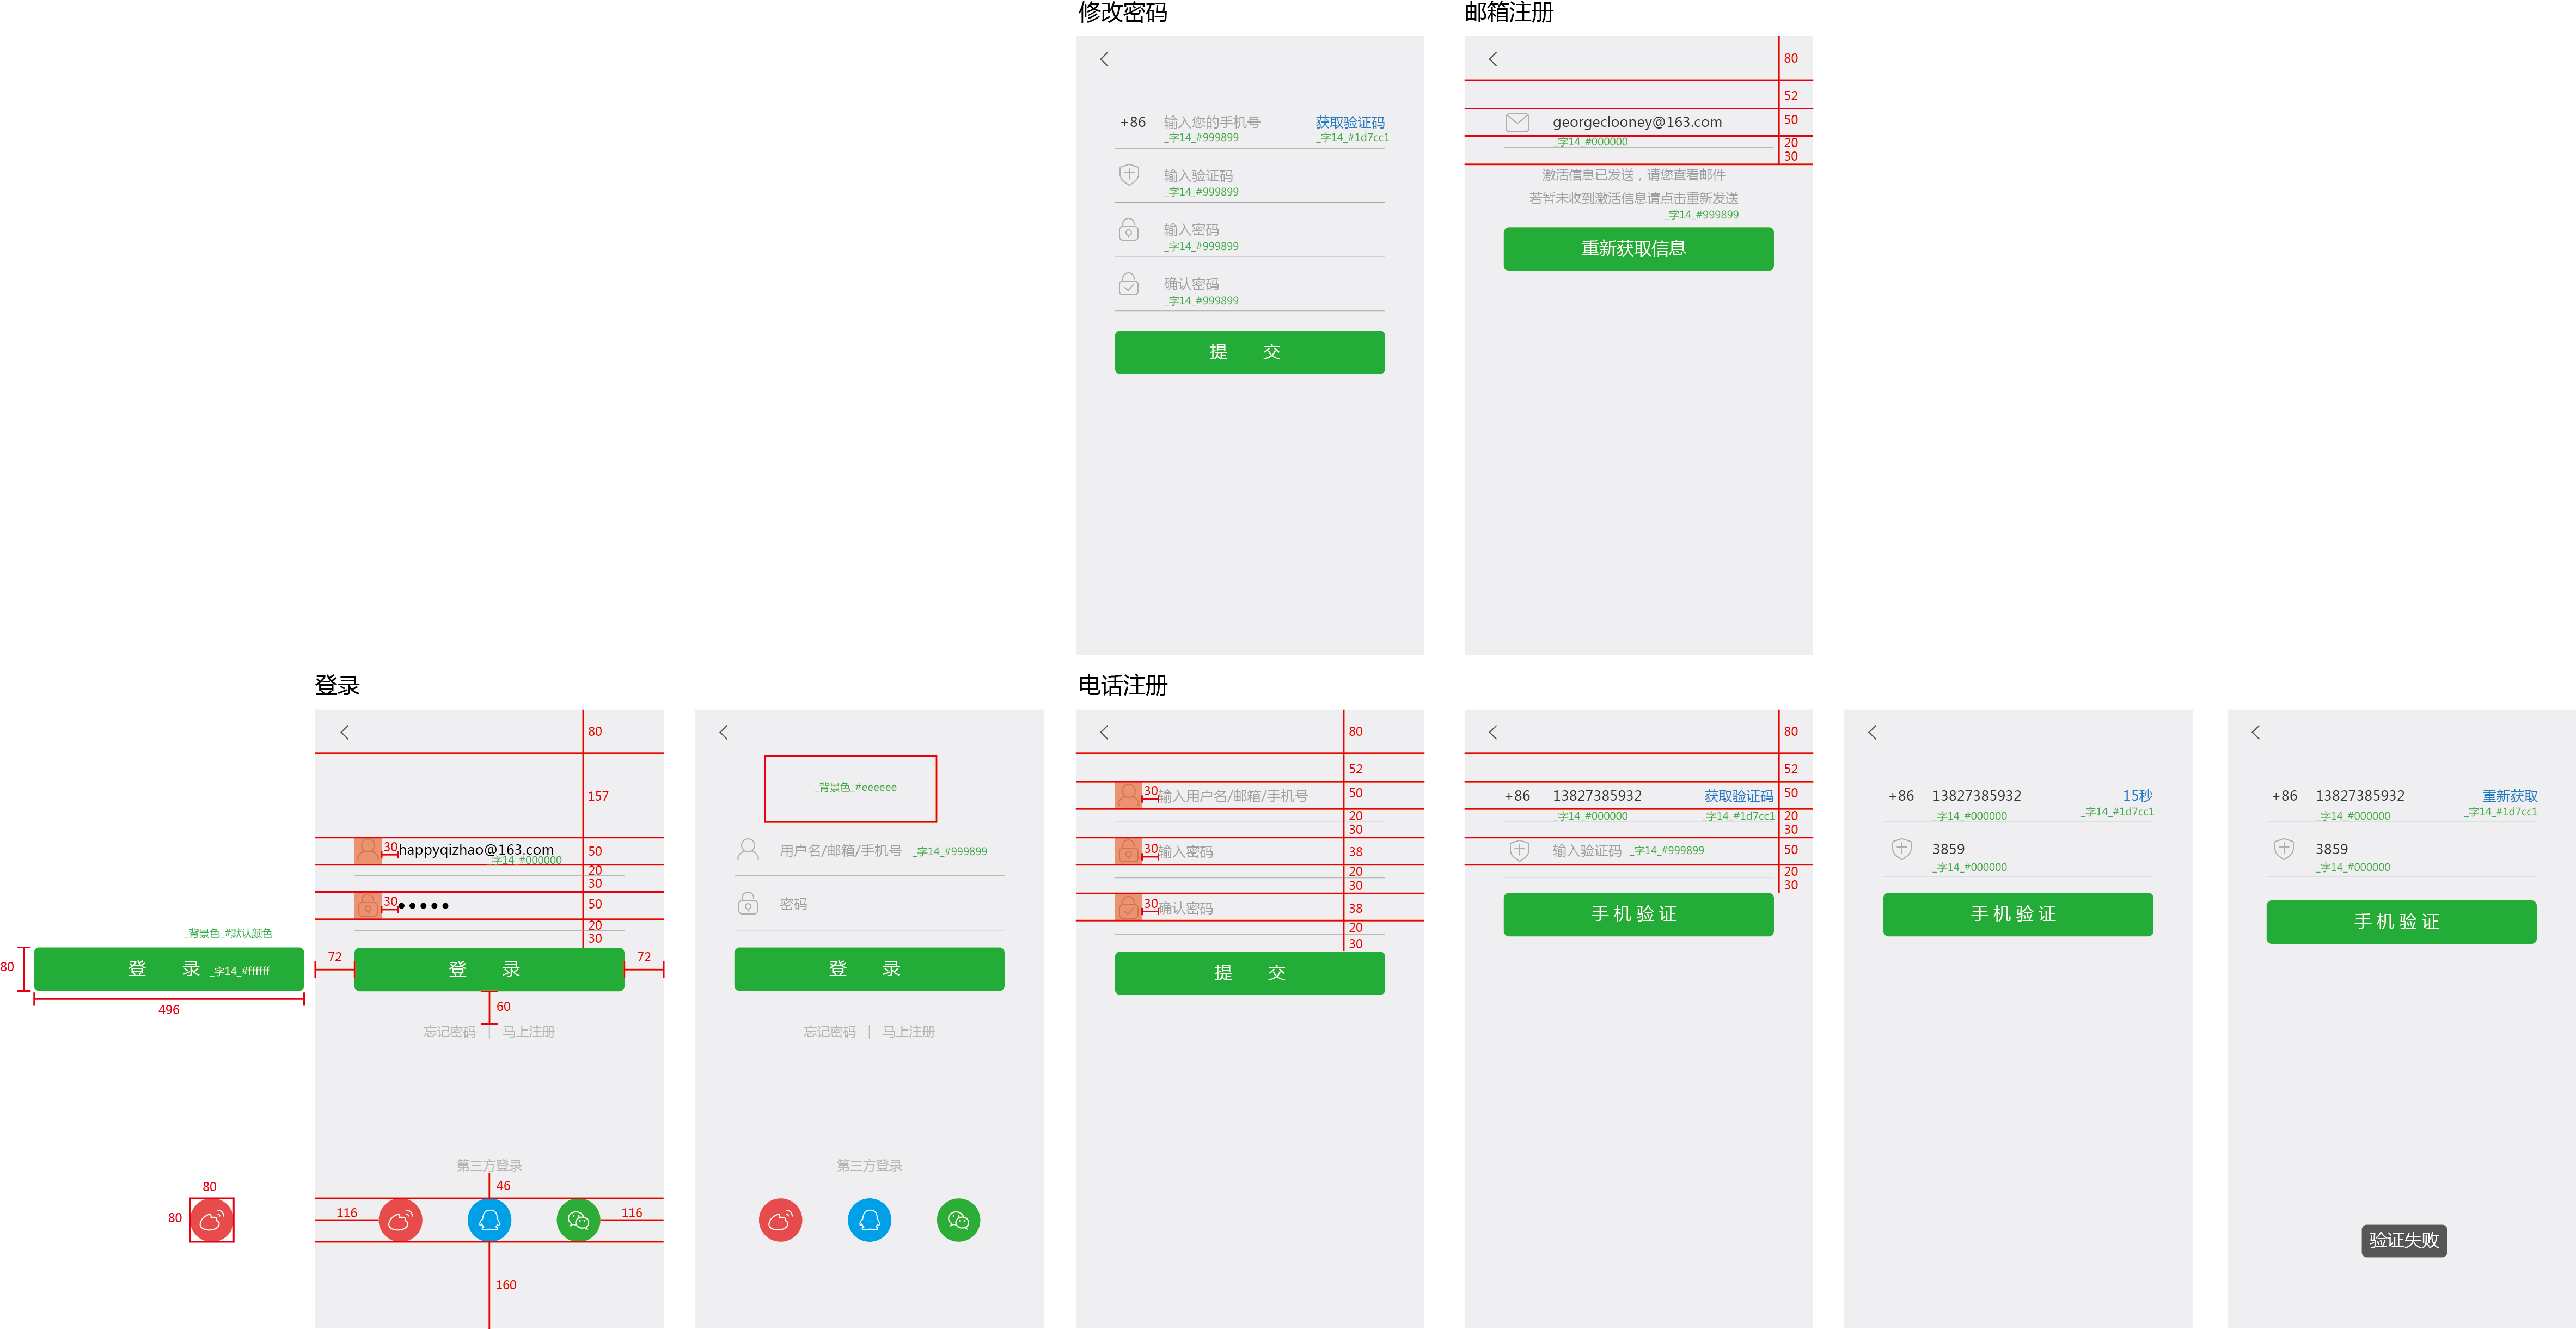 修改密码
+86 输入您的手机号 获取验证码
_字14_#999899 _字14_#1d7cc1
输入验证码
_字14_#999899
输入密码
_字14_#999899
确认密码
_字14_#999899
提 交
邮箱注册
80
52
georgeclooney@163.com 50
_字14_#000000 20
30
激活信息已发送，请您查看邮件
若暂未收到激活信息请点击重新发送
_字14_#999899
重新获取信息
_背景色_#默认颜色
80
登 录 _字14_#ffffff
496
80
80
登录
80
157
30 happyqizhao@163.com 50
_字14_#000000
20
30
30 ●●●●● 50
20
30
72 登 录 72
60
忘记密码 | 马上注册
第三方登录
46
116 116
160
_背景色_#eeeeee
用户名/邮箱/手机号 _字14_#999899
密码
登 录
忘记密码 | 马上注册
第三方登录
电话注册
80
52
30 输入用户名/邮箱/手机号 50
20
30
30 输入密码 38
20
30
30 确认密码 38
20
30
提 交
80
52
+86 13827385932 获取验证码 50
_字14_#000000 _字14_#1d7cc1 20
30
输入验证码 _字14_#999899 50
20
30
手机验证
+86 13827385932 15秒
_字14_#000000 _字14_#1d7cc1
3859
_字14_#000000
手机验证
+86 13827385932 重新获取
_字14_#000000 _字14_#1d7cc1
3859
_字14_#000000
手机验证
验证失败